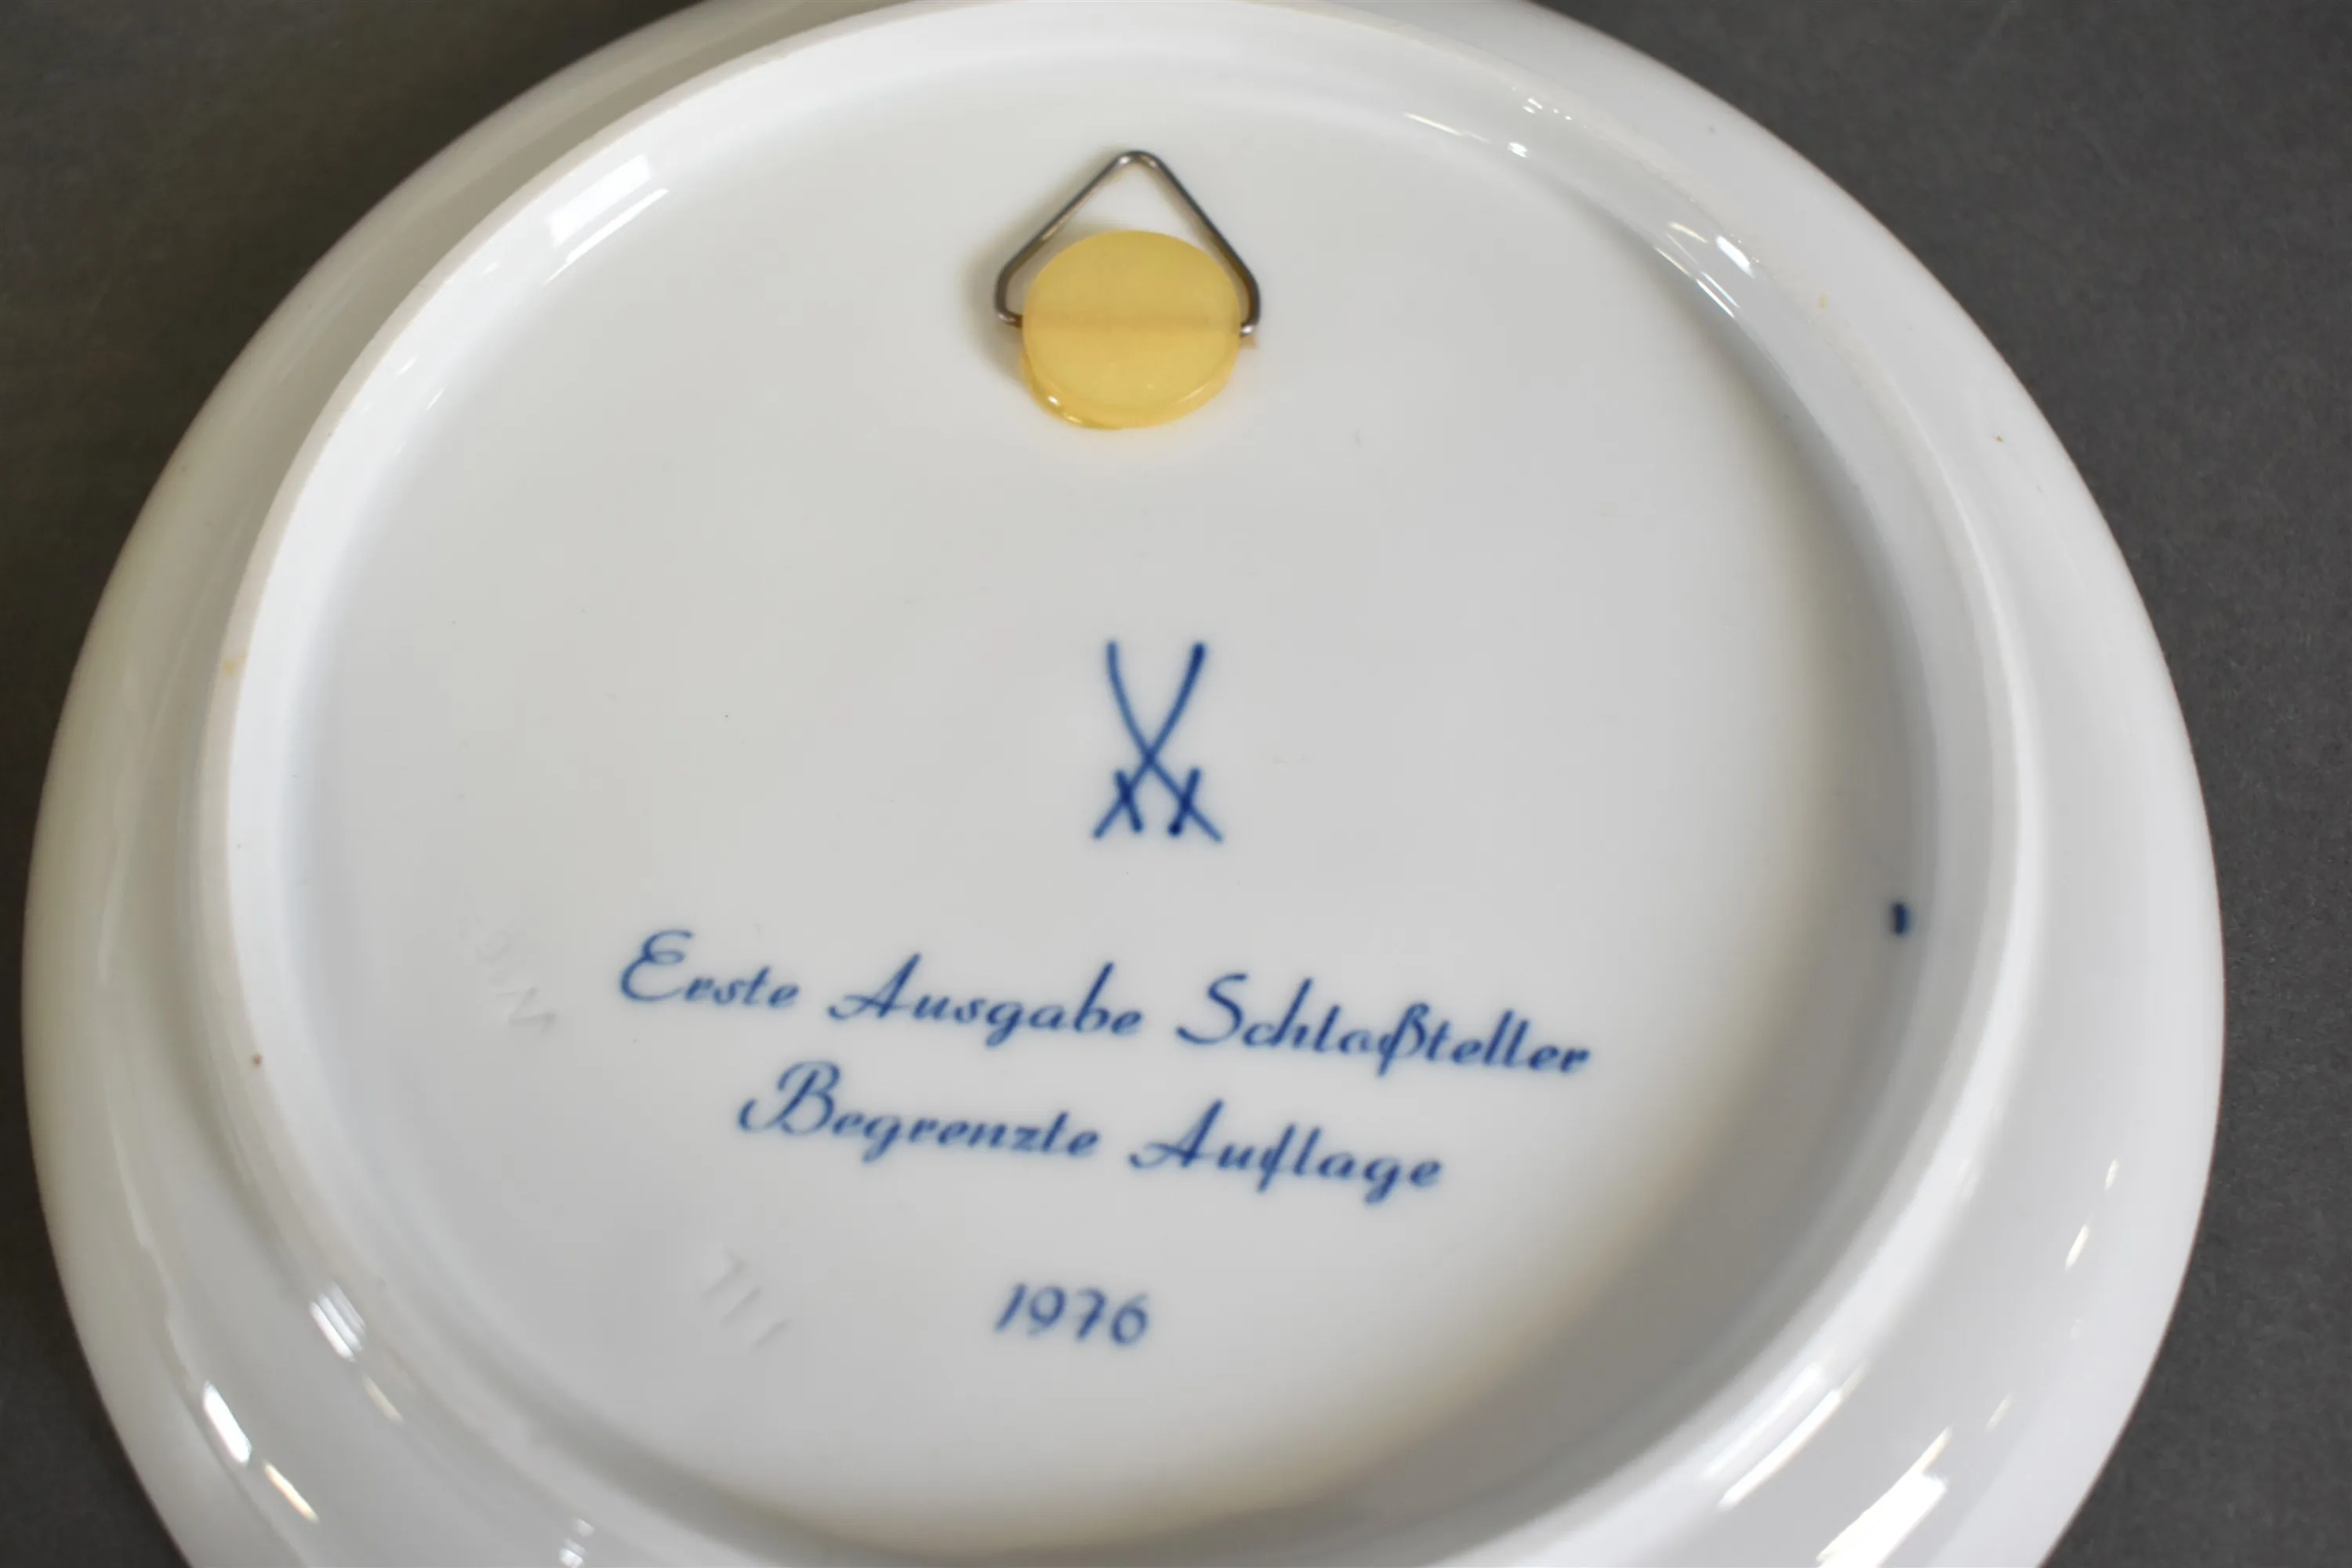 Erste Ausgabe Schloßteller
Begrenzte Auflage
1976